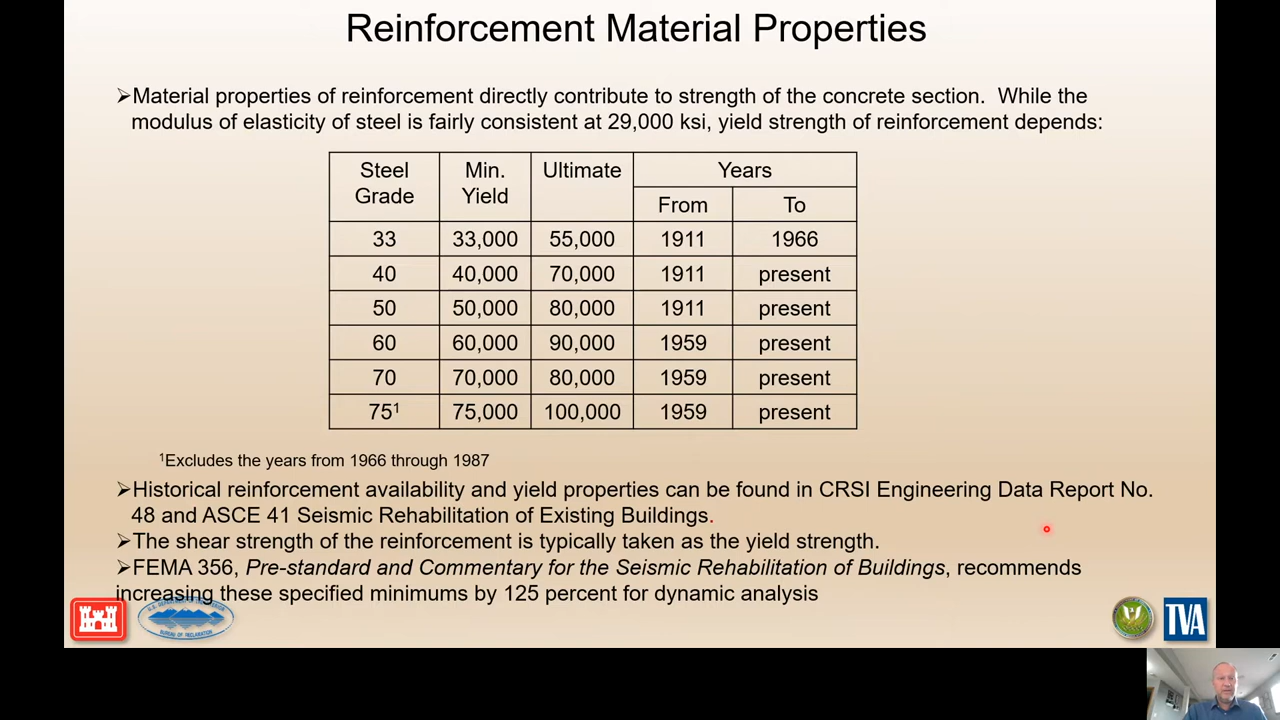 Reinforcement Material Properties
➢Material properties of reinforcement directly contribute to strength of the concrete section. While the
modulus of elasticity of steel is fairly consistent at 29,000 ksi, yield strength of reinforcement depends:
Steel Grade Min. Yield Ultimate Years
From To
33 33,000 55,000 1911 1966
40 40,000 70,000 1911 present
50 50,000 80,000 1911 present
60 60,000 90,000 1959 present
70 70,000 80,000 1959 present
75¹ 75,000 100,000 1959 present
¹Excludes the years from 1966 through 1987
➢Historical reinforcement availability and yield properties can be found in CRSI Engineering Data Report No.
48 and ASCE 41 Seismic Rehabilitation of Existing Buildings.
➢The shear strength of the reinforcement is typically taken as the yield strength.
➢FEMA 356, Pre-standard and Commentary for the Seismic Rehabilitation of Buildings, recommends
increasing these specified minimums by 125 percent for dynamic analysis
BUREAU OF RECLAMATION
TVA